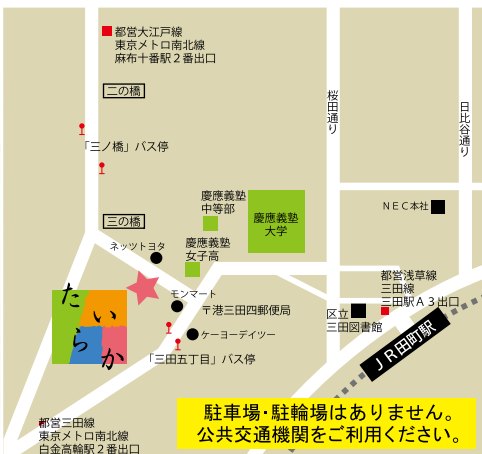 都営大江戸線
東京メトロ南北線
麻布十番駅２番出口
二の橋
桜田通り
日比谷通り
「三ノ橋」バス停
慶應義塾
中等部
慶應義塾
大学
ＮＥＣ本社
三の橋
ネッツトヨタ
慶應義塾
女子高
都営浅草線
三田線
三田駅Ａ３出口
モンマート
〒港三田四郵便局
区立
三田図書館
たいらか
ケーヨーデイツー
ＪＲ田町駅
「三田五丁目」バス停
都営三田線
東京メトロ南北線
白金高輪駅２番出口
駐車場・駐輪場はありません。
公共交通機関をご利用ください。